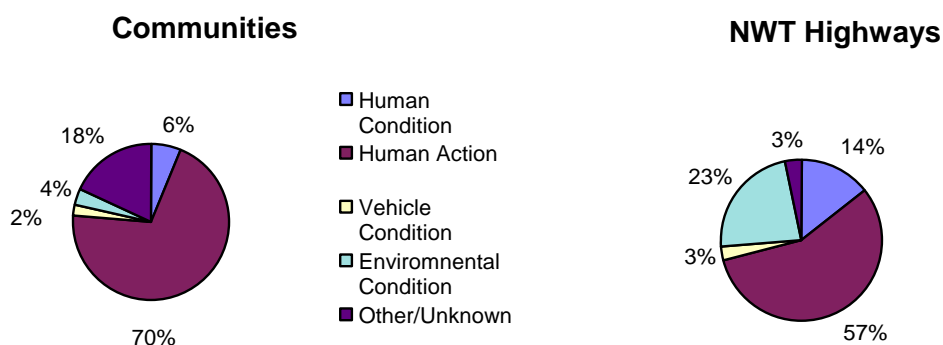 Communities
NWT Highways
6%
18%
4%
2%
70%
Human
Condition
Human Action
Vehicle
Condition
Enviromnental
Condition
Other/Unknown
3%
14%
23%
3%
57%